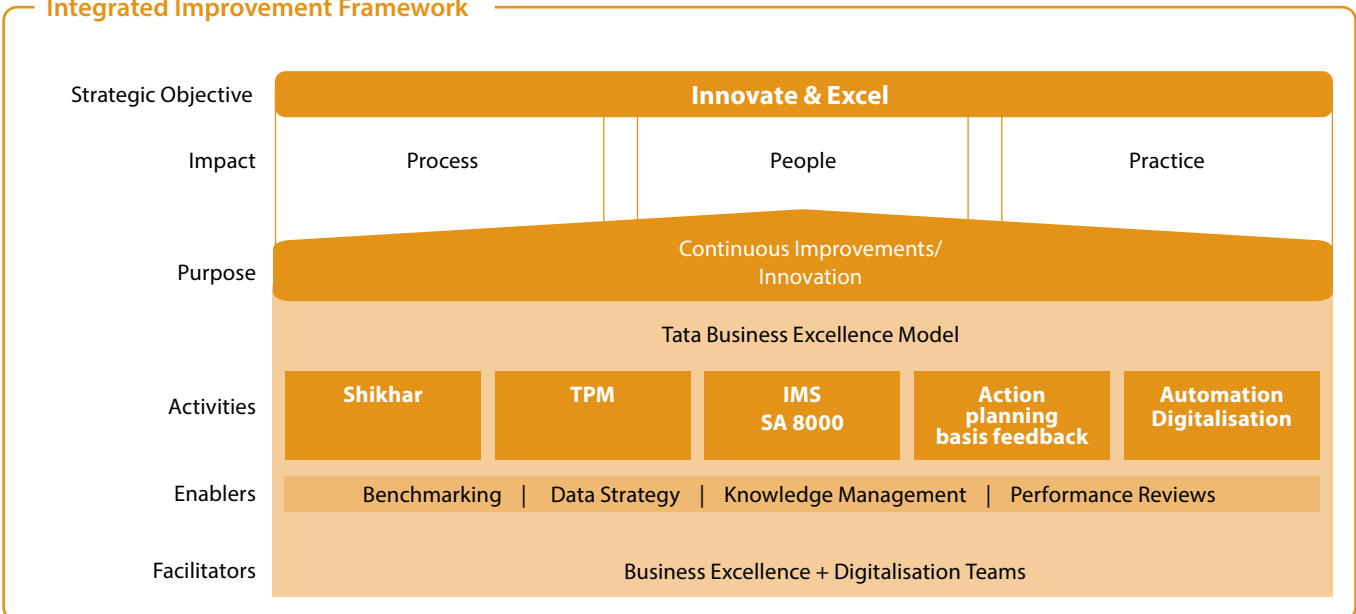 Integrated Improvement Framework
Strategic Objective
Innovate & Excel
Impact
Process
People
Practice
Purpose
Continuous Improvements/
Innovation
Tata Business Excellence Model
Activities
Shikhar
TPM
IMS
SA 8000
Action
planning
basis feedback
Automation
Digitalisation
Enablers
Benchmarking | Data Strategy | Knowledge Management | Performance Reviews
Facilitators
Business Excellence + Digitalisation Teams